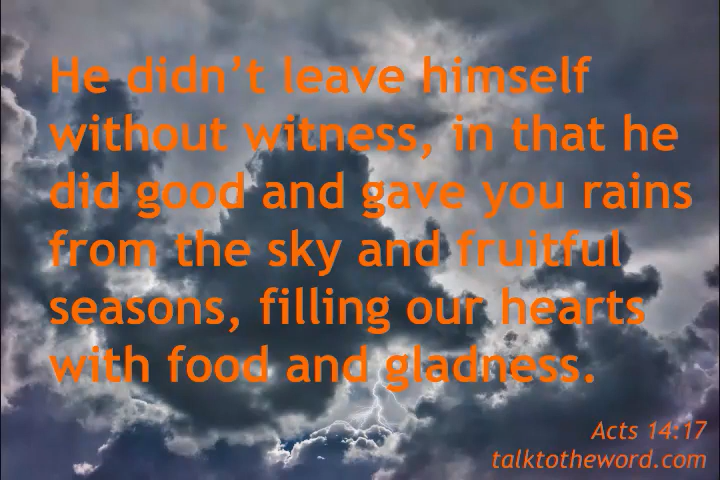 He didn’t leave himself
without witness, in that he
did good and gave you rains
from the sky and fruitful
seasons, filling our hearts
with food and gladness.
Acts 14:17
talktotheword.com